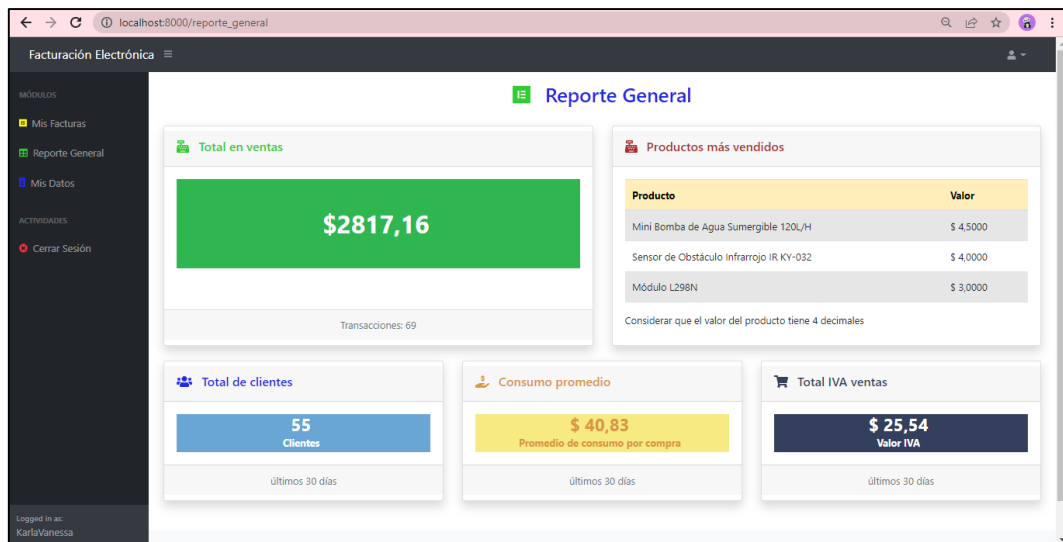 localhost:8000/reporte_general
Facturación Electrónica
MÓDULOS
Mis Facturas
Reporte General
Mis Datos
ACTIVIDADES
Cerrar Sesión
Logged in as:
KarlaVanessa
Reporte General
Total en ventas
$2817,16
Transacciones: 69
Productos más vendidos
Producto Valor
Mini Bomba de Agua Sumergible 120L/H $ 4,5000
Sensor de Obstáculo Infrarrojo IR KY-032 $ 4,0000
Módulo L298N $ 3,0000
Considerar que el valor del producto tiene 4 decimales
Total de clientes
55
Clientes
últimos 30 días
Consumo promedio
$ 40,83
Promedio de consumo por compra
últimos 30 días
Total IVA ventas
$ 25,54
Valor IVA
últimos 30 días